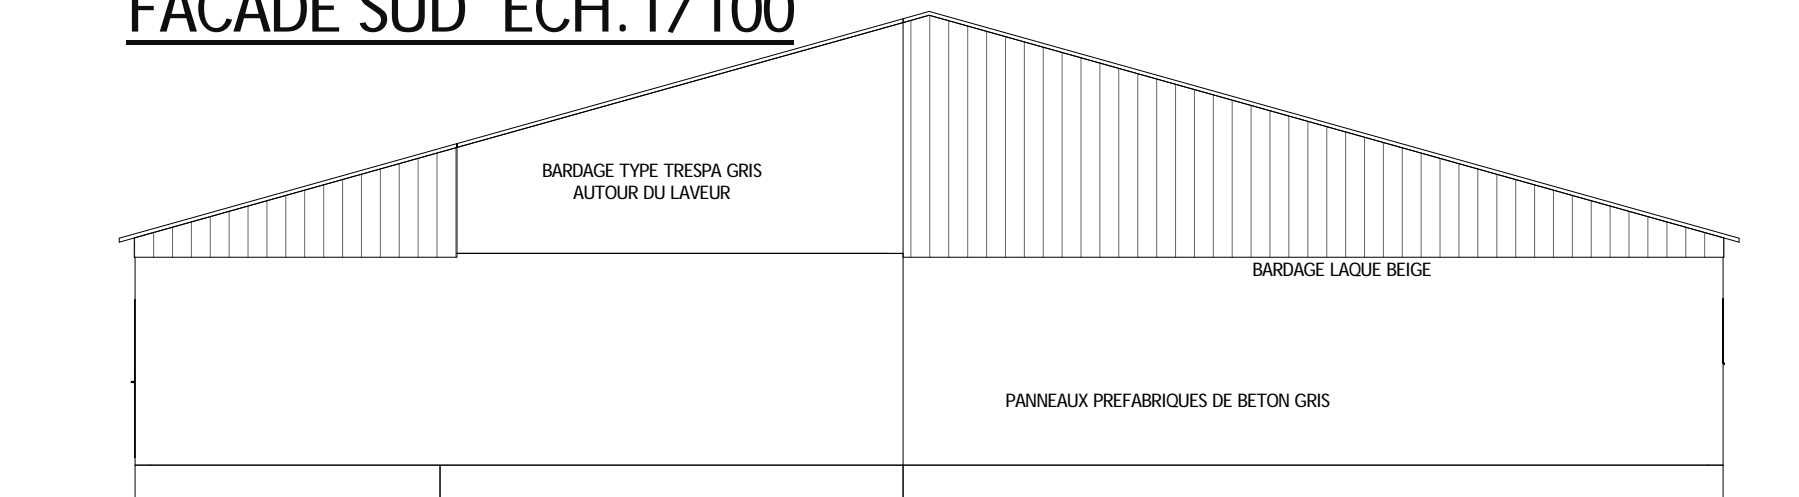 FACADE SUD ECH. 1/100
BARDAGE TYPE TRESPA GRIS
AUTOUR DU LAVEUR
BARDAGE LAQUE BEIGE
PANNEAUX PREFABRIQUES DE BETON GRIS